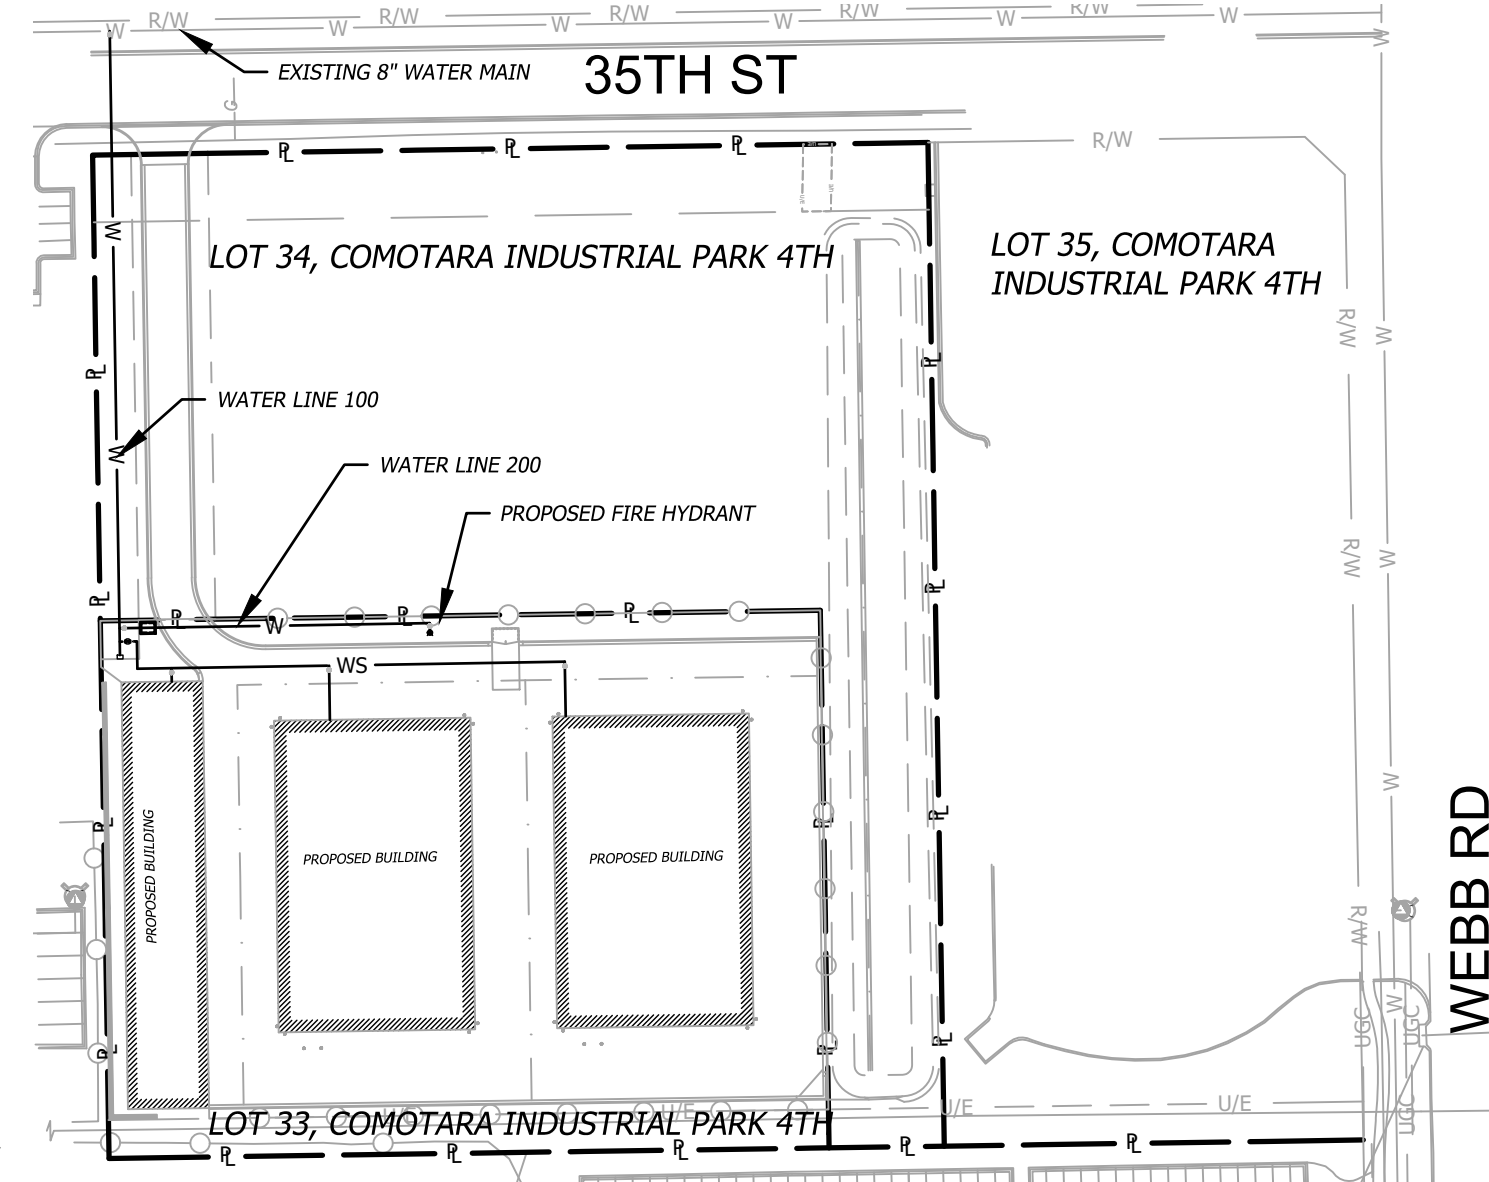 R/W R/W R/W R/W R/W
W W W W W W
EXISTING 8" WATER MAIN
35TH ST
G
W
PL PL PL
R/W
W
LOT 34, COMOTARA INDUSTRIAL PARK 4TH
LOT 35, COMOTARA
INDUSTRIAL PARK 4TH
R/W
W
PL
PL
WATER LINE 100
W
WATER LINE 200
PROPOSED FIRE HYDRANT
R/W
W
PL
PL
PL PL PL
W
WS
W
PL
PL
PL
PROPOSED BUILDING
PROPOSED BUILDING
PROPOSED BUILDING
WEBB RD
R/W
W
UGC
UGC
PL
PL
PL
U/E
U/E
U/E
UGC
LOT 33, COMOTARA INDUSTRIAL PARK 4TH
PL PL PL PL PL